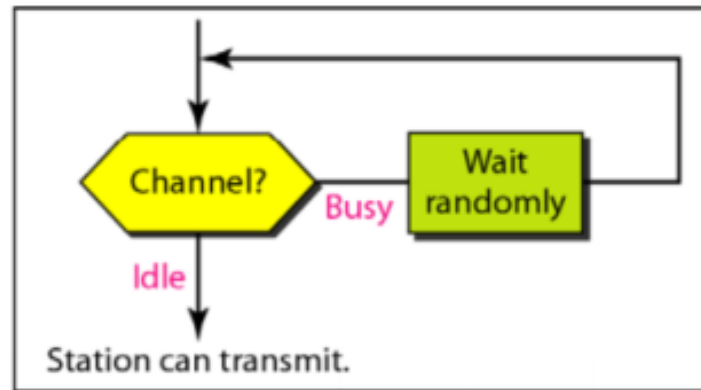 Channel?
Busy
Wait
randomly
Idle
Station can transmit.